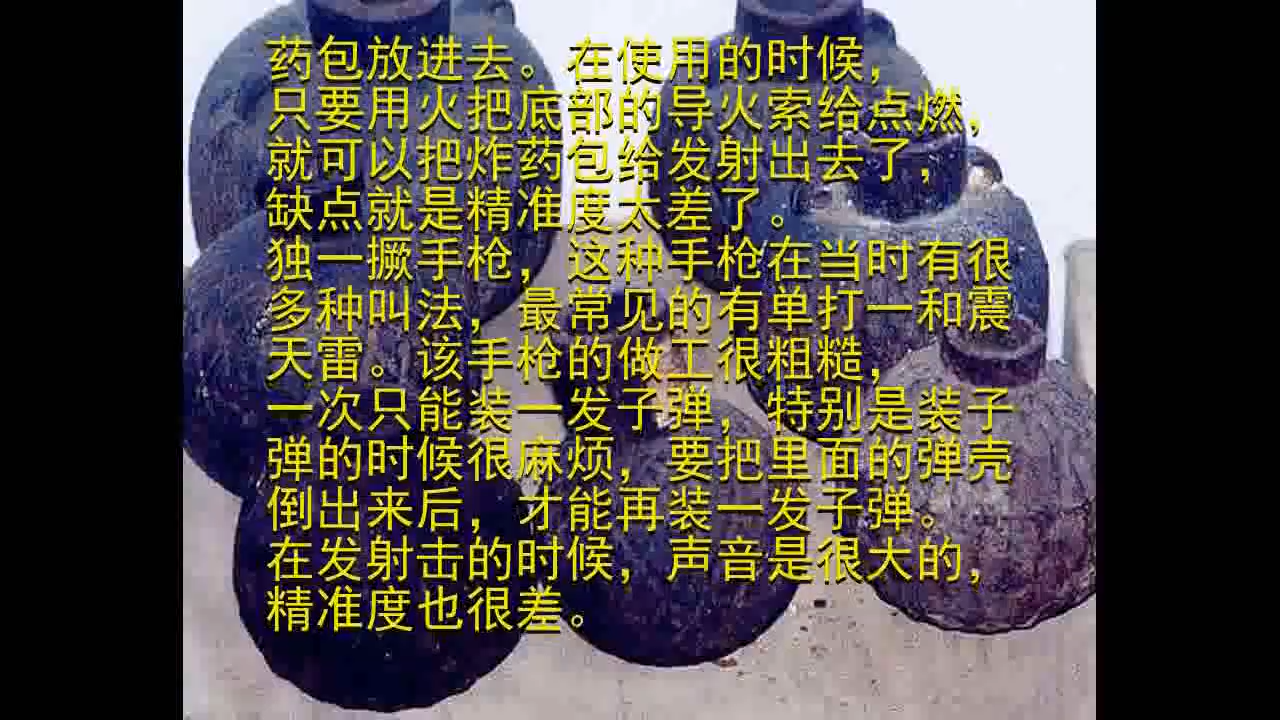 药包放进去。在使用的时候，
只要用火把底部的导火索给点燃，
就可以把炸药包给发射出去了，
缺点就是精准度太差了。
独一撅手枪，这种手枪在当时有很
多种叫法，最常见的有单打一和震
天雷。该手枪的做工很粗糙，
一次只能装一发子弹，特别是装子
弹的时候很麻烦，要把里面的弹壳
倒出来后，才能再装一发子弹。
在发射击的时候，声音是很大的，
精准度也很差。